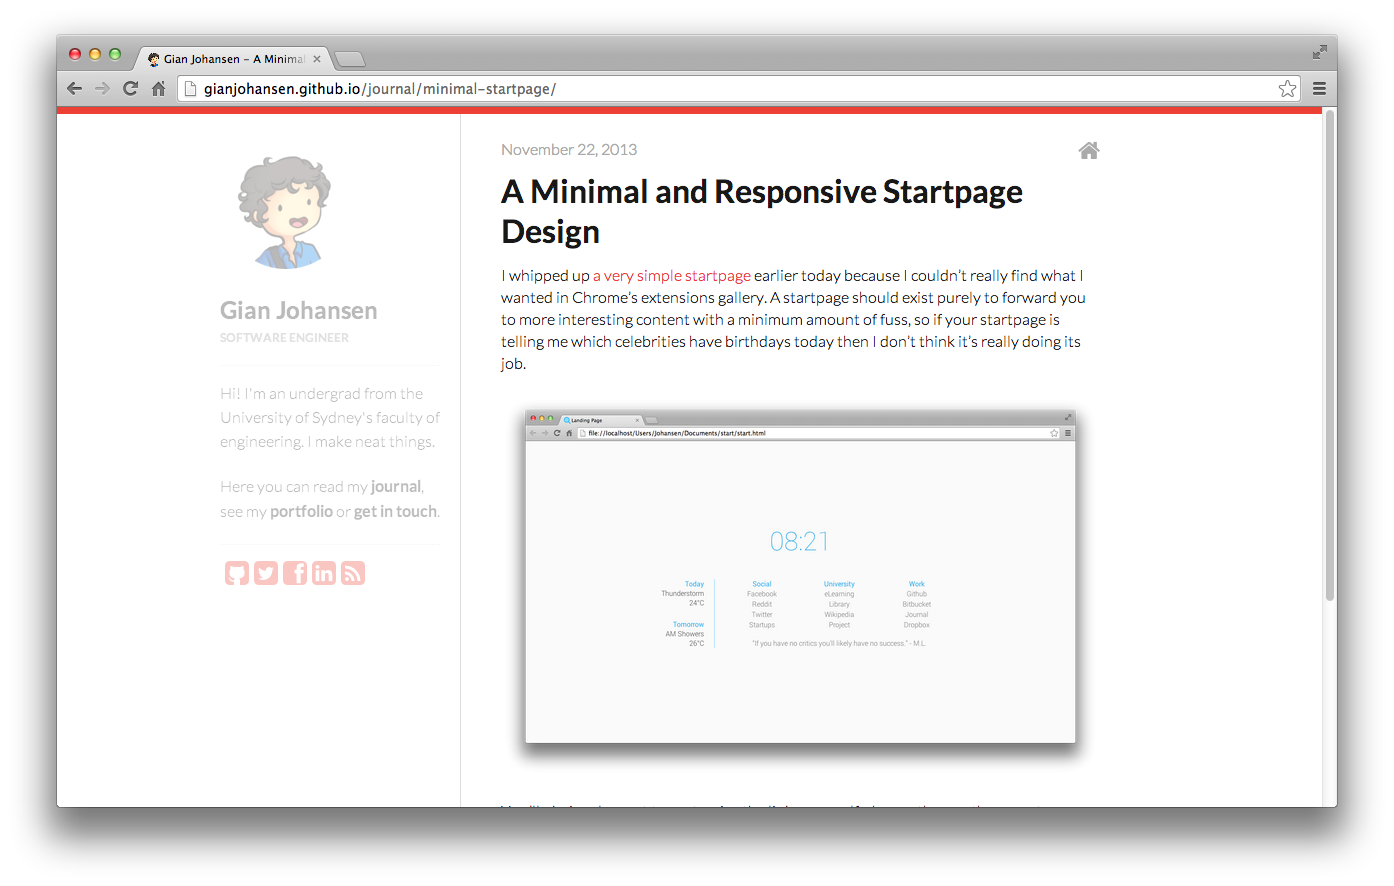 Gian Johansen – A Minimal
gianjohansen.github.io/journal/minimal-startpage/
Gian Johansen
SOFTWARE ENGINEER
Hi! I'm an undergrad from the
University of Sydney's faculty of
engineering. I make neat things.
Here you can read my journal,
see my portfolio or get in touch.
November 22, 2013
A Minimal and Responsive Startpage
Design
I whipped up a very simple startpage earlier today because I couldn’t really find what I
wanted in Chrome’s extensions gallery. A startpage should exist purely to forward you
to more interesting content with a minimum amount of fuss, so if your startpage is
telling me which celebrities have birthdays today then I don’t think it’s really doing its
job.
Landing Page
file://localhost/Users/Johansen/Documents/start/start.html
08:21
Today
Thunderstorm
24°C
Tomorrow
AM Showers
26°C
Social
Facebook
Reddit
Twitter
Startups
University
eLearning
Library
Wikipedia
Project
Work
Github
Bitbucket
Journal
Dropbox
"If you have no critics you'll likely have no success." - M.L.